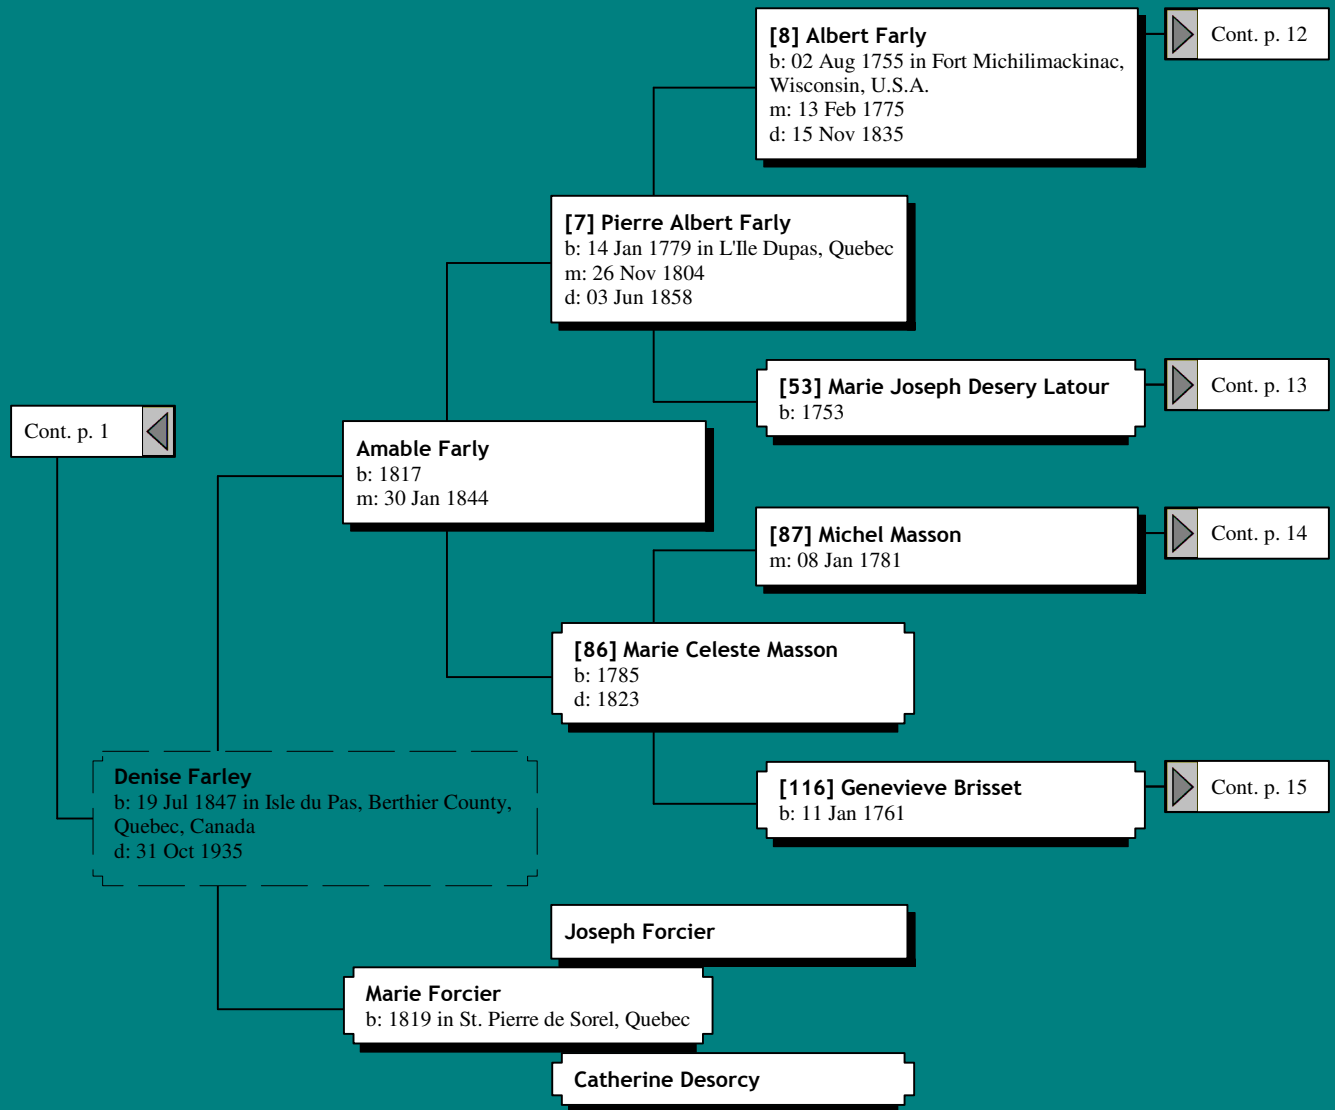 [8] Albert Farly
b: 02 Aug 1755 in Fort Michilimackinac,
Wisconsin, U.S.A.
m: 13 Feb 1775
d: 15 Nov 1835
Cont. p. 12
[7] Pierre Albert Farly
b: 14 Jan 1779 in L'Ile Dupas, Quebec
m: 26 Nov 1804
d: 03 Jun 1858
[53] Marie Joseph Desery Latour
b: 1753
Cont. p. 13
Cont. p. 1
Amable Farly
b: 1817
m: 30 Jan 1844
[87] Michel Masson
m: 08 Jan 1781
Cont. p. 14
[86] Marie Celeste Masson
b: 1785
d: 1823
[116] Genevieve Brisset
b: 11 Jan 1761
Cont. p. 15
Denise Farley
b: 19 Jul 1847 in Isle du Pas, Berthier County,
Quebec, Canada
d: 31 Oct 1935
Joseph Forcier
Marie Forcier
b: 1819 in St. Pierre de Sorel, Quebec
Catherine Desorcy